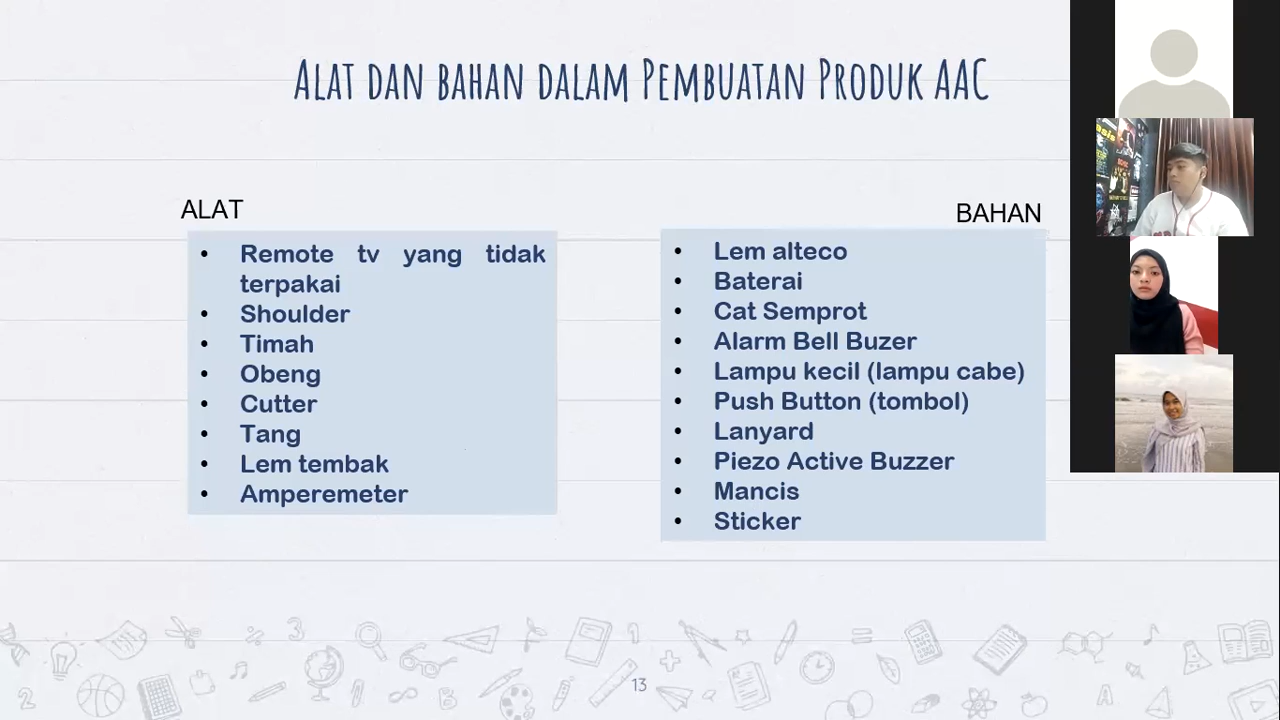 Alat dan bahan dalam Pembuatan Produk AAC
ALAT
• Remote tv yang tidak
terpakai
• Shoulder
• Timah
• Obeng
• Cutter
• Tang
• Lem tembak
• Amperemeter
BAHAN
• Lem alteco
• Baterai
• Cat Semprot
• Alarm Bell Buzer
• Lampu kecil (lampu cabe)
• Push Button (tombol)
• Lanyard
• Piezo Active Buzzer
• Mancis
• Sticker
13